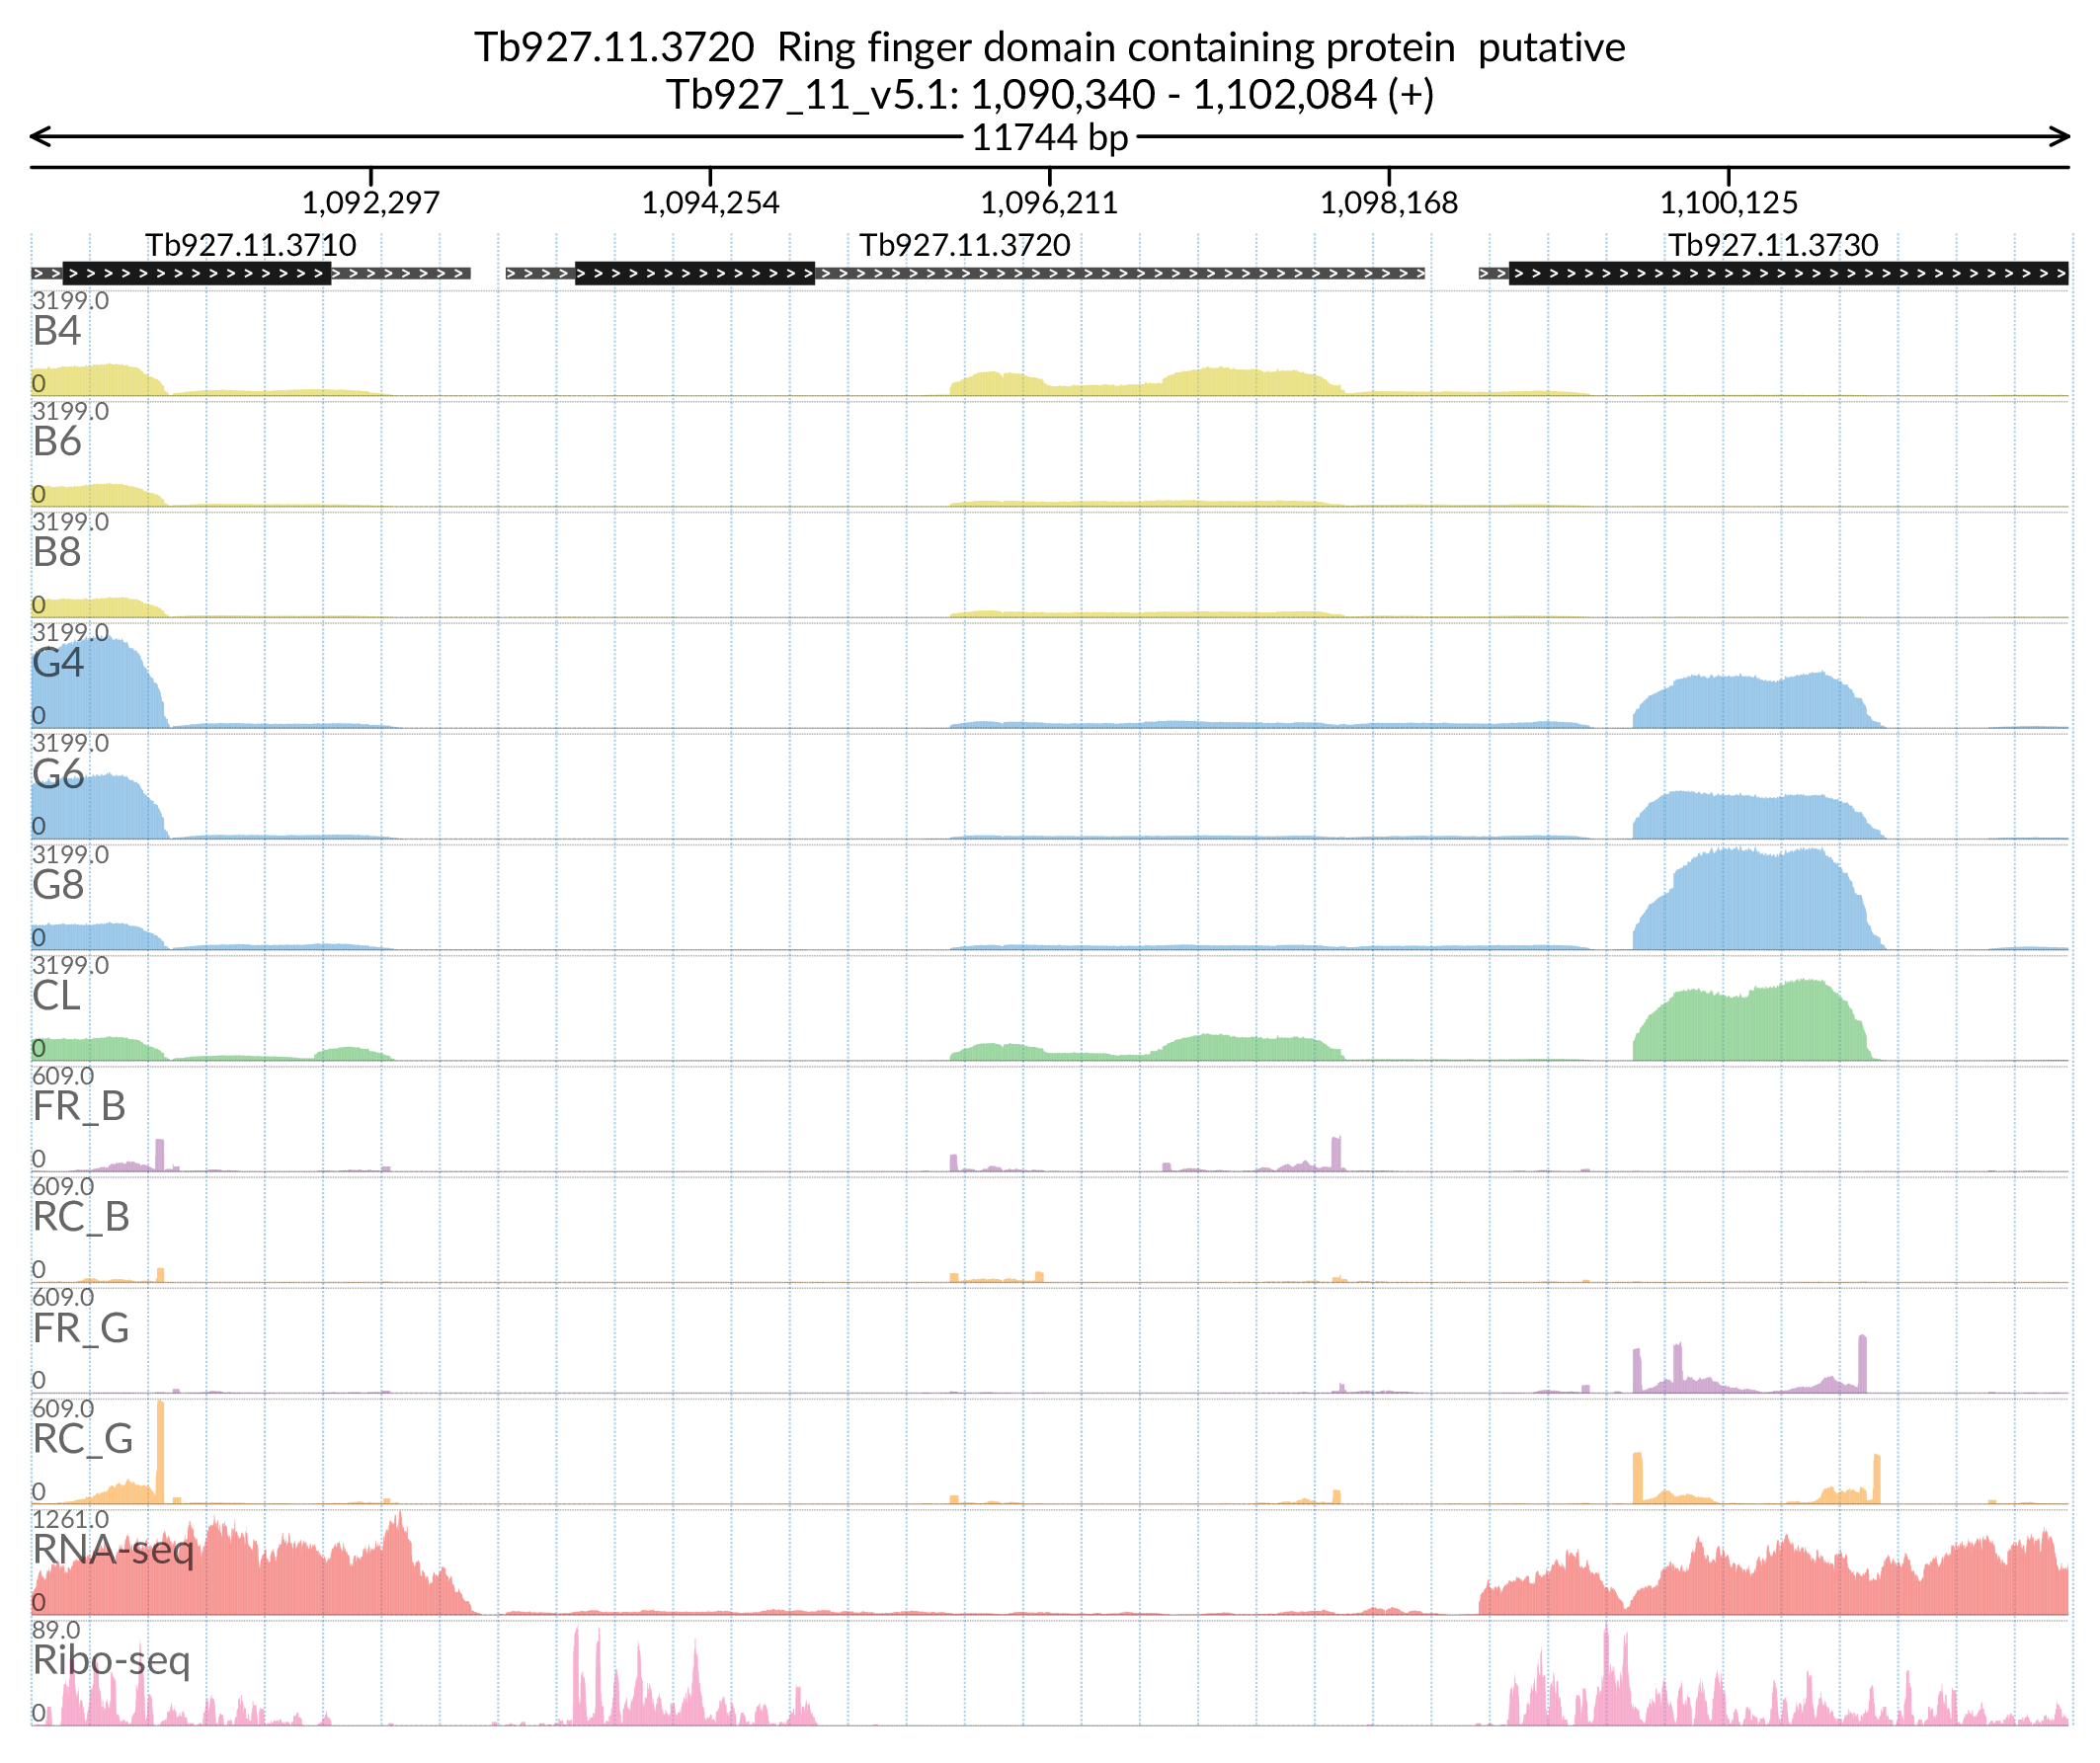 Tb927.11.3720 Ring finger domain containing protein putative
Tb927_11_v5.1: 1,090,340 - 1,102,084 (+)
11744 bp
1,092,297 1,094,254 1,096,211 1,098,168 1,100,125
Tb927.11.3710 Tb927.11.3720 Tb927.11.3730
3199.0
B4
0
3199.0
B6
0
3199.0
B8
0
3199.0
G4
0
3199.0
G6
0
3199.0
G8
0
3199.0
CL
0
609.0
FR_B
0
609.0
RC_B
0
609.0
FR_G
0
609.0
RC_G
0
1261.0
RNA-seq
0
89.0
Ribo-seq
0